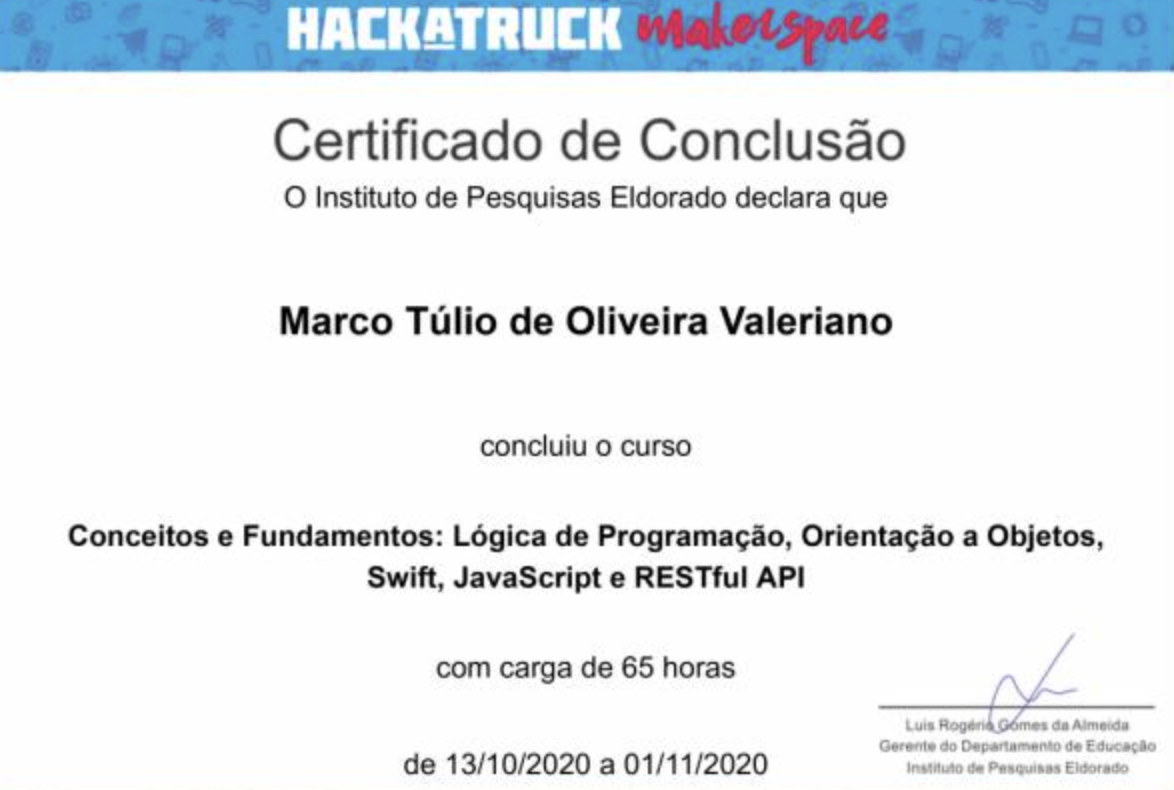 HACKATRUCK makerspace
Certificado de Conclusão
O Instituto de Pesquisas Eldorado declara que
Marco Túlio de Oliveira Valeriano
concluiu o curso
Conceitos e Fundamentos: Lógica de Programação, Orientação a Objetos,
Swift, JavaScript e RESTful API
com carga de 65 horas
de 13/10/2020 a 01/11/2020
Luis Rogério Gomes da Almeida
Gerente do Departamento de Educação
Instituto de Pesquisas Eldorado